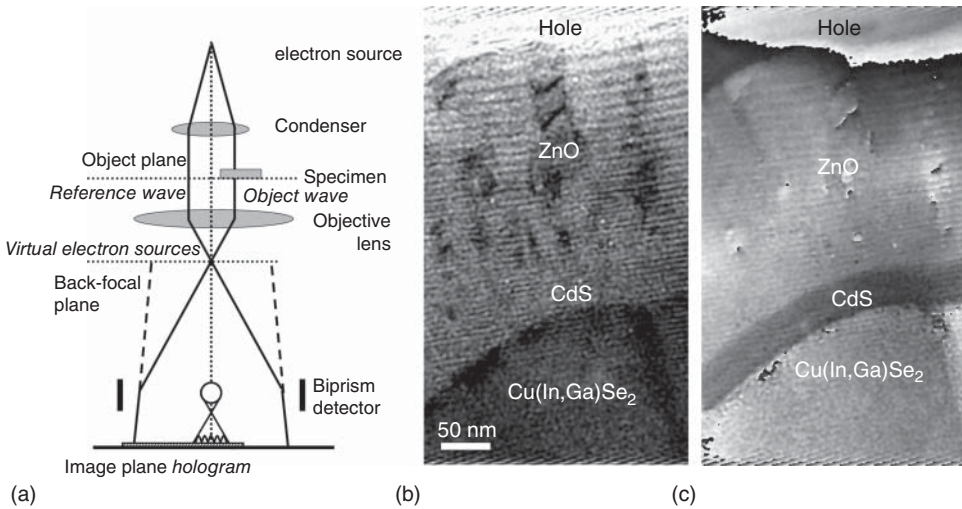 electron source
Condenser
Object plane
Specimen
Reference wave
Object wave
Objective
lens
Virtual electron sources
Back-focal
plane
Biprism
detector
Image plane hologram
(a)
Hole
ZnO
CdS
Cu(In,Ga)Se2
50 nm
(b)
Hole
ZnO
CdS
Cu(In,Ga)Se2
(c)